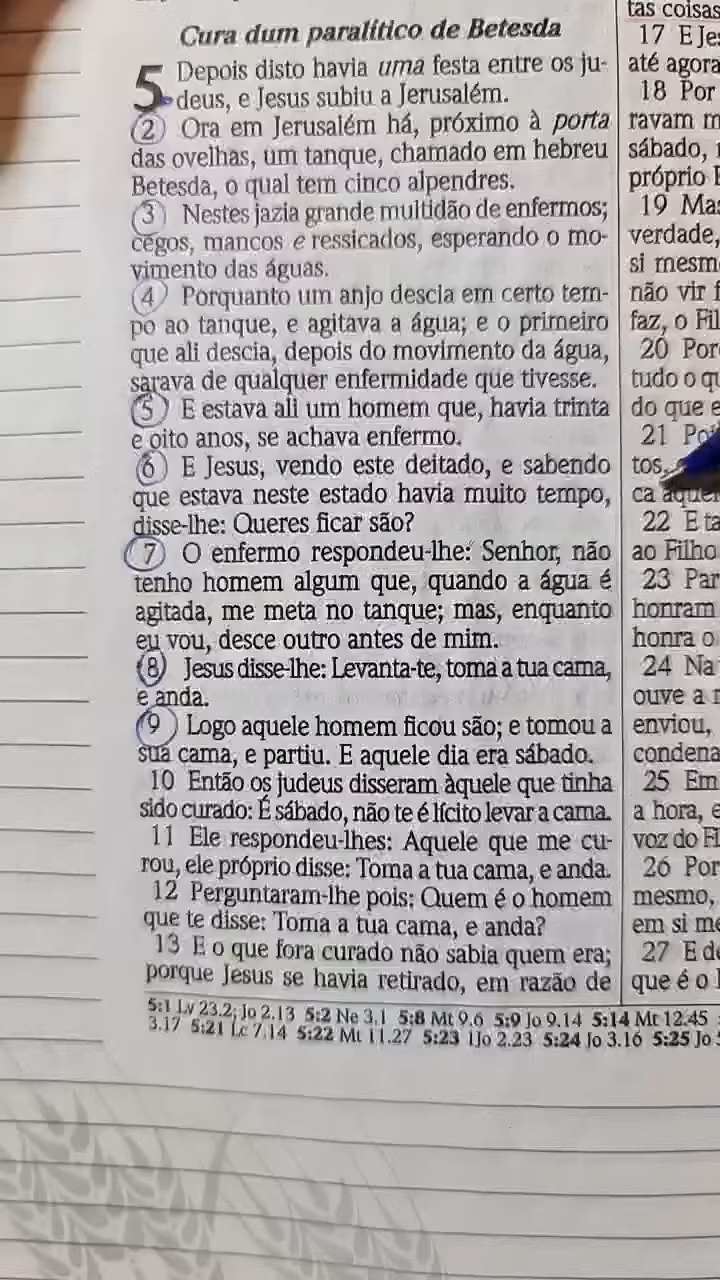 Cura dum paralítico de Betesda
5 Depois disto havia uma festa entre os ju-
deus, e Jesus subiu a Jerusalém.
2 Ora em Jerusalém há, próximo à porta
das ovelhas, um tanque, chamado em hebreu
Betesda, o qual tem cinco alpendres.
3 Nestes jazia grande multidão de enfermos;
cegos, mancos e ressicados, esperando o mo-
vimento das águas.
4 Porquanto um anjo descia em certo tem-
po ao tanque, e agitava a água; e o primeiro
que ali descia, depois do movimento da água,
sarava de qualquer enfermidade que tivesse.
5 E estava ali um homem que, havia trinta
e oito anos, se achava enfermo.
6 E Jesus, vendo este deitado, e sabendo
que estava neste estado havia muito tempo,
disse-lhe: Queres ficar são?
7 O enfermo respondeu-lhe: Senhor, não
tenho homem algum que, quando a água é
agitada, me meta no tanque; mas, enquanto
eu vou, desce outro antes de mim.
8 Jesus disse-lhe: Levanta-te, toma a tua cama,
e anda.
9 Logo aquele homem ficou são; e tomou a
sua cama, e partiu. E aquele dia era sábado.
10 Então os judeus disseram àquele que tinha
sido curado: É sábado, não te é lícito levar a cama.
11 Ele respondeu-lhes: Aquele que me cu-
rou, ele próprio disse: Toma a tua cama, e anda.
12 Perguntaram-lhe pois: Quem é o homem
que te disse: Toma a tua cama, e anda?
13 E o que fora curado não sabia quem era;
porque Jesus se havia retirado, em razão de
5:1 Lv 23.2; Jo 2.13 5:2 Ne 3.1 5:8 Mt 9.6 5:9 Jo 9.14 5:14 Mt 12.45
3.17 5:21 Lc 7.14 5:22 Mt 11.27 5:23 1Jo 2.23 5:24 Jo 3.16 5:25 Jo
tas coisas
17 E
até agora
18 Por
ravam
sábado,
próprio
19
verdade,
si
não vir
faz, o
20
tudo o
do que
21
tos,
ca
22 E
ao Filho
23
honram
honra o
24 Na
ouve a
enviou,
25 Em
a hora,
voz do
26
mesmo,
em si
27 E
que é o